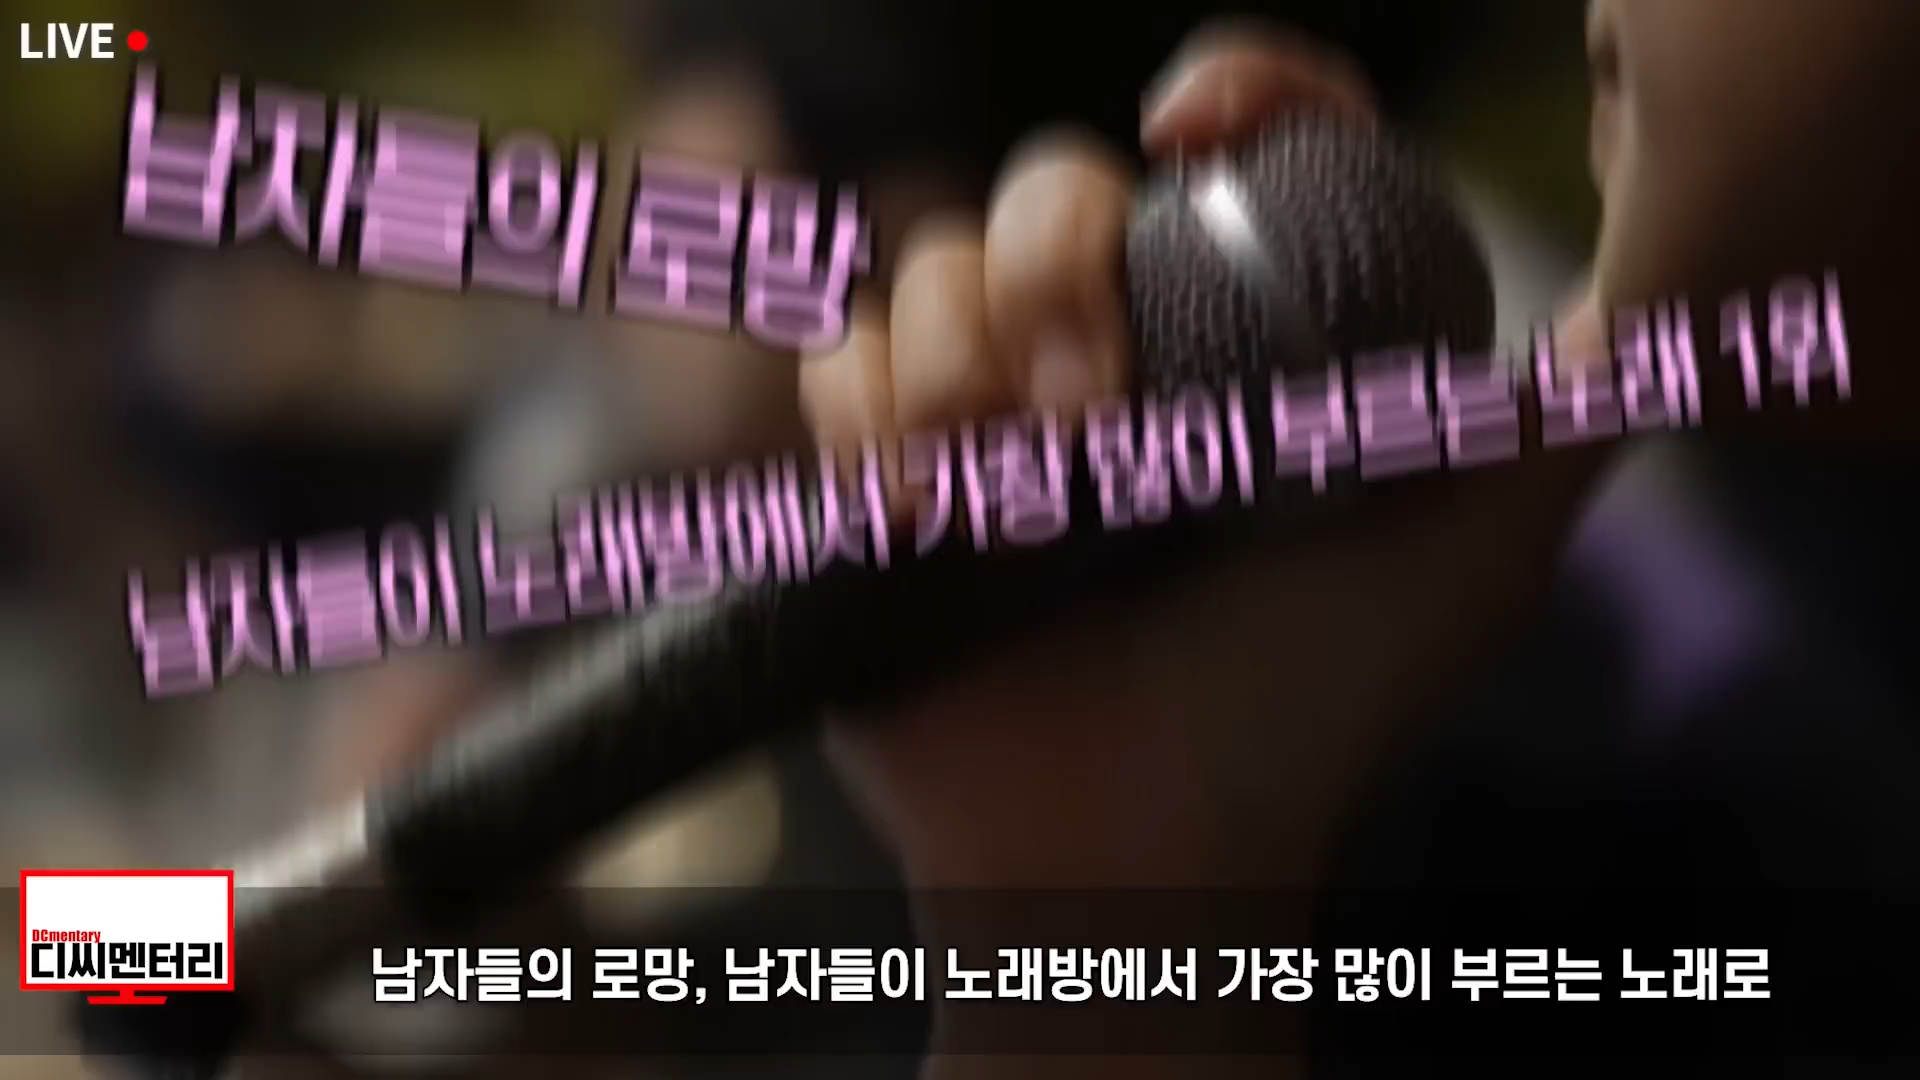 LIVE
남자들의 로망
남자들이 노래방에서 가장 많이 부르는 노래 1위
DCmentary
디씨멘터리
남자들의 로망, 남자들이 노래방에서 가장 많이 부르는 노래로